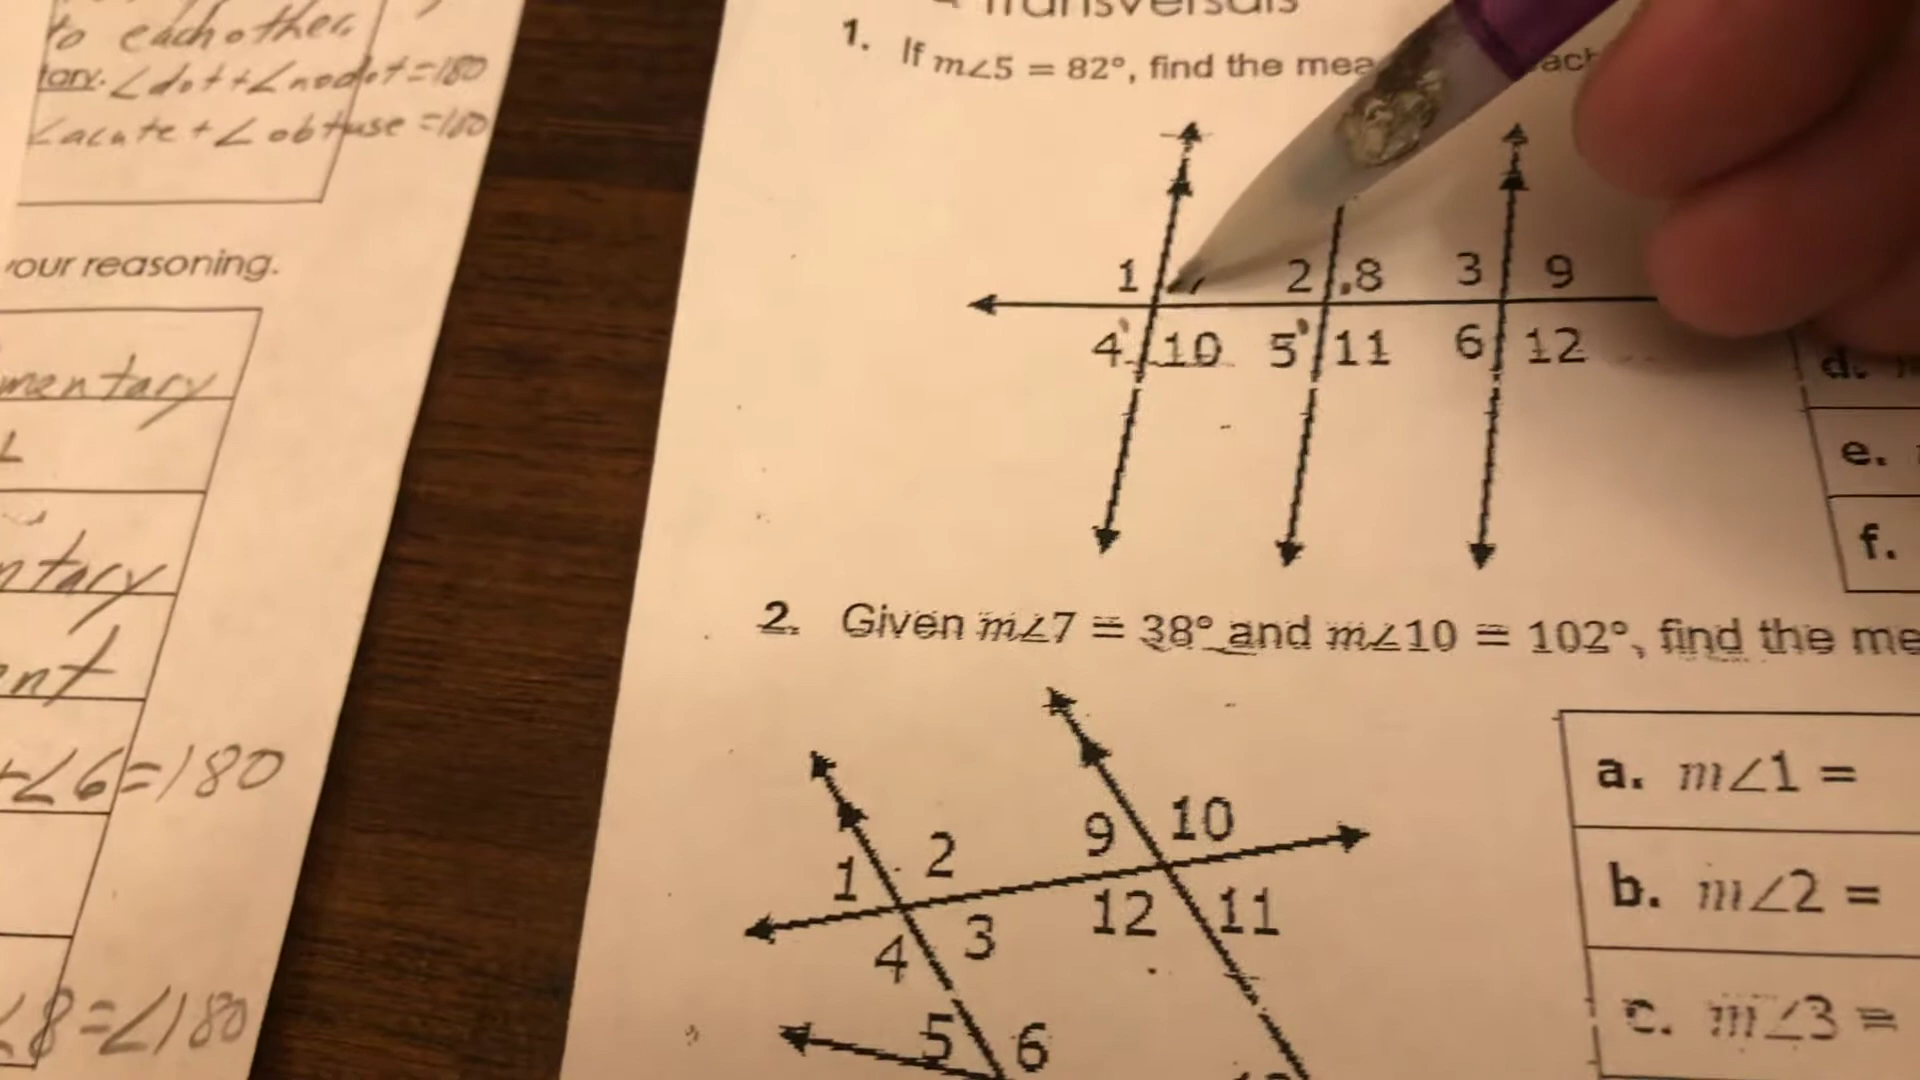 to each other.
tary. ∠dot + ∠nodot = 180
∠acute + ∠obtuse = 180
your reasoning.
mentary
ntary
nt
+∠6=180
∠8=∠180
Transversals
1. If m∠5 = 82°, find the mea ach
1 2 8 3 9
4 10 5 11 6 12
d.
e.
f.
2. Given m∠7 = 38° and m∠10 = 102°, find the me
1 2 9 10
4 3 12 11
5 6
a. m∠1 =
b. m∠2 =
c. m∠3 =